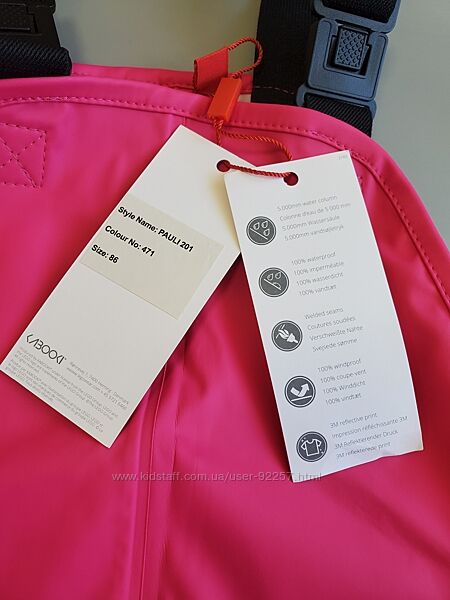 Style Name: PAULI 201
Colour No: 471
Size: 86
KABOOKI
5.000mm water column
Colonne d'eau de 5 000 mm
5.000mm Wassersäule
5.000mm vandsøjletryk
100% waterproof
100% imperméable
100% wasserdicht
100% vandtæt
Welded seams
Coutures soudées
Verschweißte Nähte
Svejsede sømme
100% windproof
100% coupe-vent
100% Winddicht
100% vindtæt
3M reflective print
Impression réfléchissante 3M
3M Reflektierender Druck
3M reflekterende print
www.kidstaff.com.ua/user-92257.html